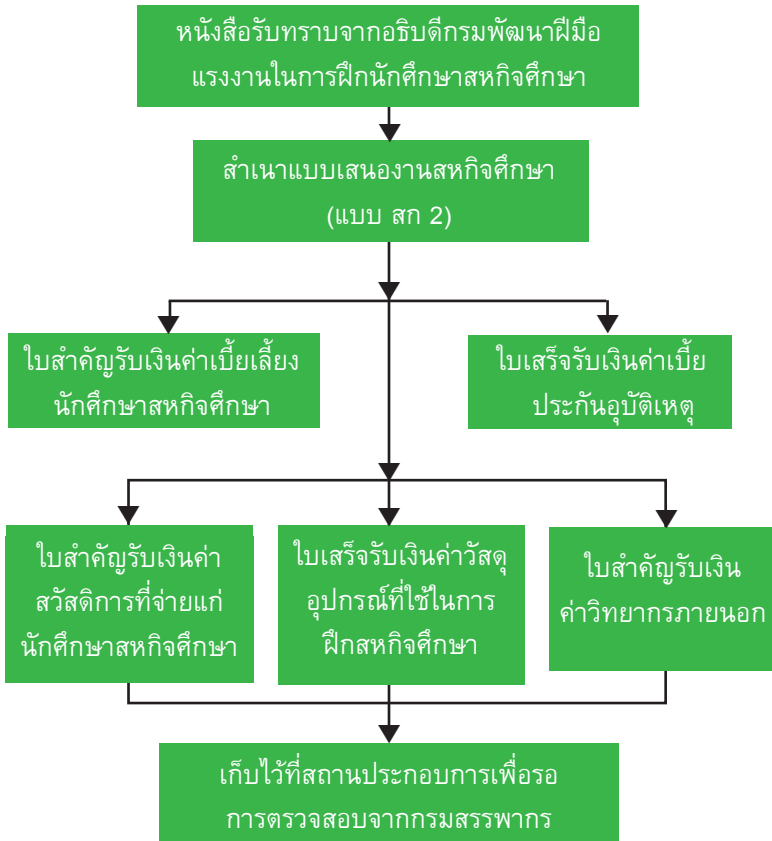 หนังสือรับทราบจากอธิบดีกรมพัฒนาฝีมือ
แรงงานในการฝึกนักศึกษาสหกิจศึกษา
สำเนาแบบเสนองานสหกิจศึกษา
(แบบ สก 2)
ใบสำคัญรับเงินค่าเบี้ยเลี้ยง
นักศึกษาสหกิจศึกษา
ใบเสร็จรับเงินค่าเบี้ย
ประกันอุบัติเหตุ
ใบสำคัญรับเงินค่า
สวัสดิการที่จ่ายแก่
นักศึกษาสหกิจศึกษา
ใบเสร็จรับเงินค่าวัสดุ
อุปกรณ์ที่ใช้ในการ
ฝึกสหกิจศึกษา
ใบสำคัญรับเงิน
ค่าวิทยากรภายนอก
เก็บไว้ที่สถานประกอบการเพื่อรอ
การตรวจสอบจากกรมสรรพากร